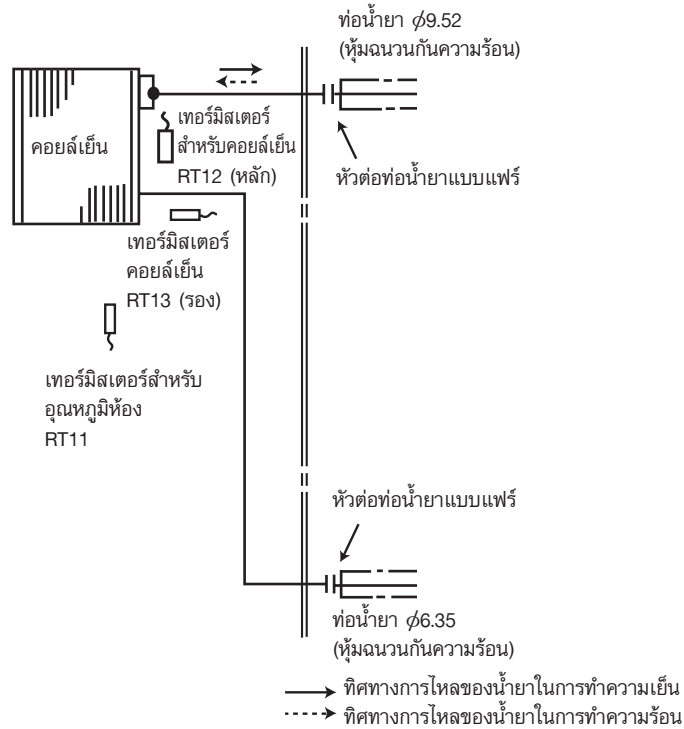 ท่อน้ำยา φ9.52
(หุ้มฉนวนกันความร้อน)
คอยล์เย็น
เทอร์มิสเตอร์
สำหรับคอยล์เย็น
RT12 (หลัก)
หัวต่อท่อน้ำยาแบบแฟร์
เทอร์มิสเตอร์
คอยล์เย็น
RT13 (รอง)
เทอร์มิสเตอร์สำหรับ
อุณหภูมิห้อง
RT11
หัวต่อท่อน้ำยาแบบแฟร์
ท่อน้ำยา φ6.35
(หุ้มฉนวนกันความร้อน)
ทิศทางการไหลของน้ำยาในการทำความเย็น
ทิศทางการไหลของน้ำยาในการทำความร้อน